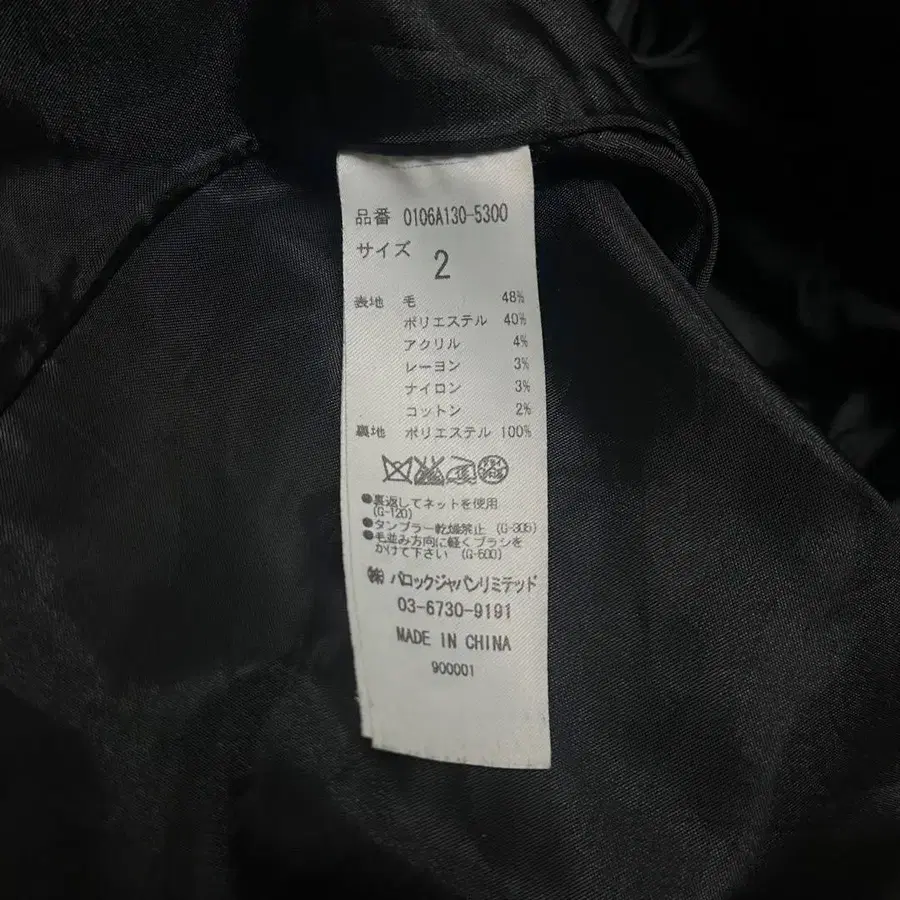 品番 0106A130-5300
サイズ 2
表地 毛 48%
ポリエステル 40%
アクリル 4%
レーヨン 3%
ナイロン 3%
コットン 2%
裏地 ポリエステル 100%
●裏返してネットを使用
(G-120)
●タンブラー乾燥禁止 (G-305)
●毛並み方向に軽くブラシを
かけて下さい (G-500)
㈱バロックジャパンリミテッド
03-6730-9191
MADE IN CHINA
900001